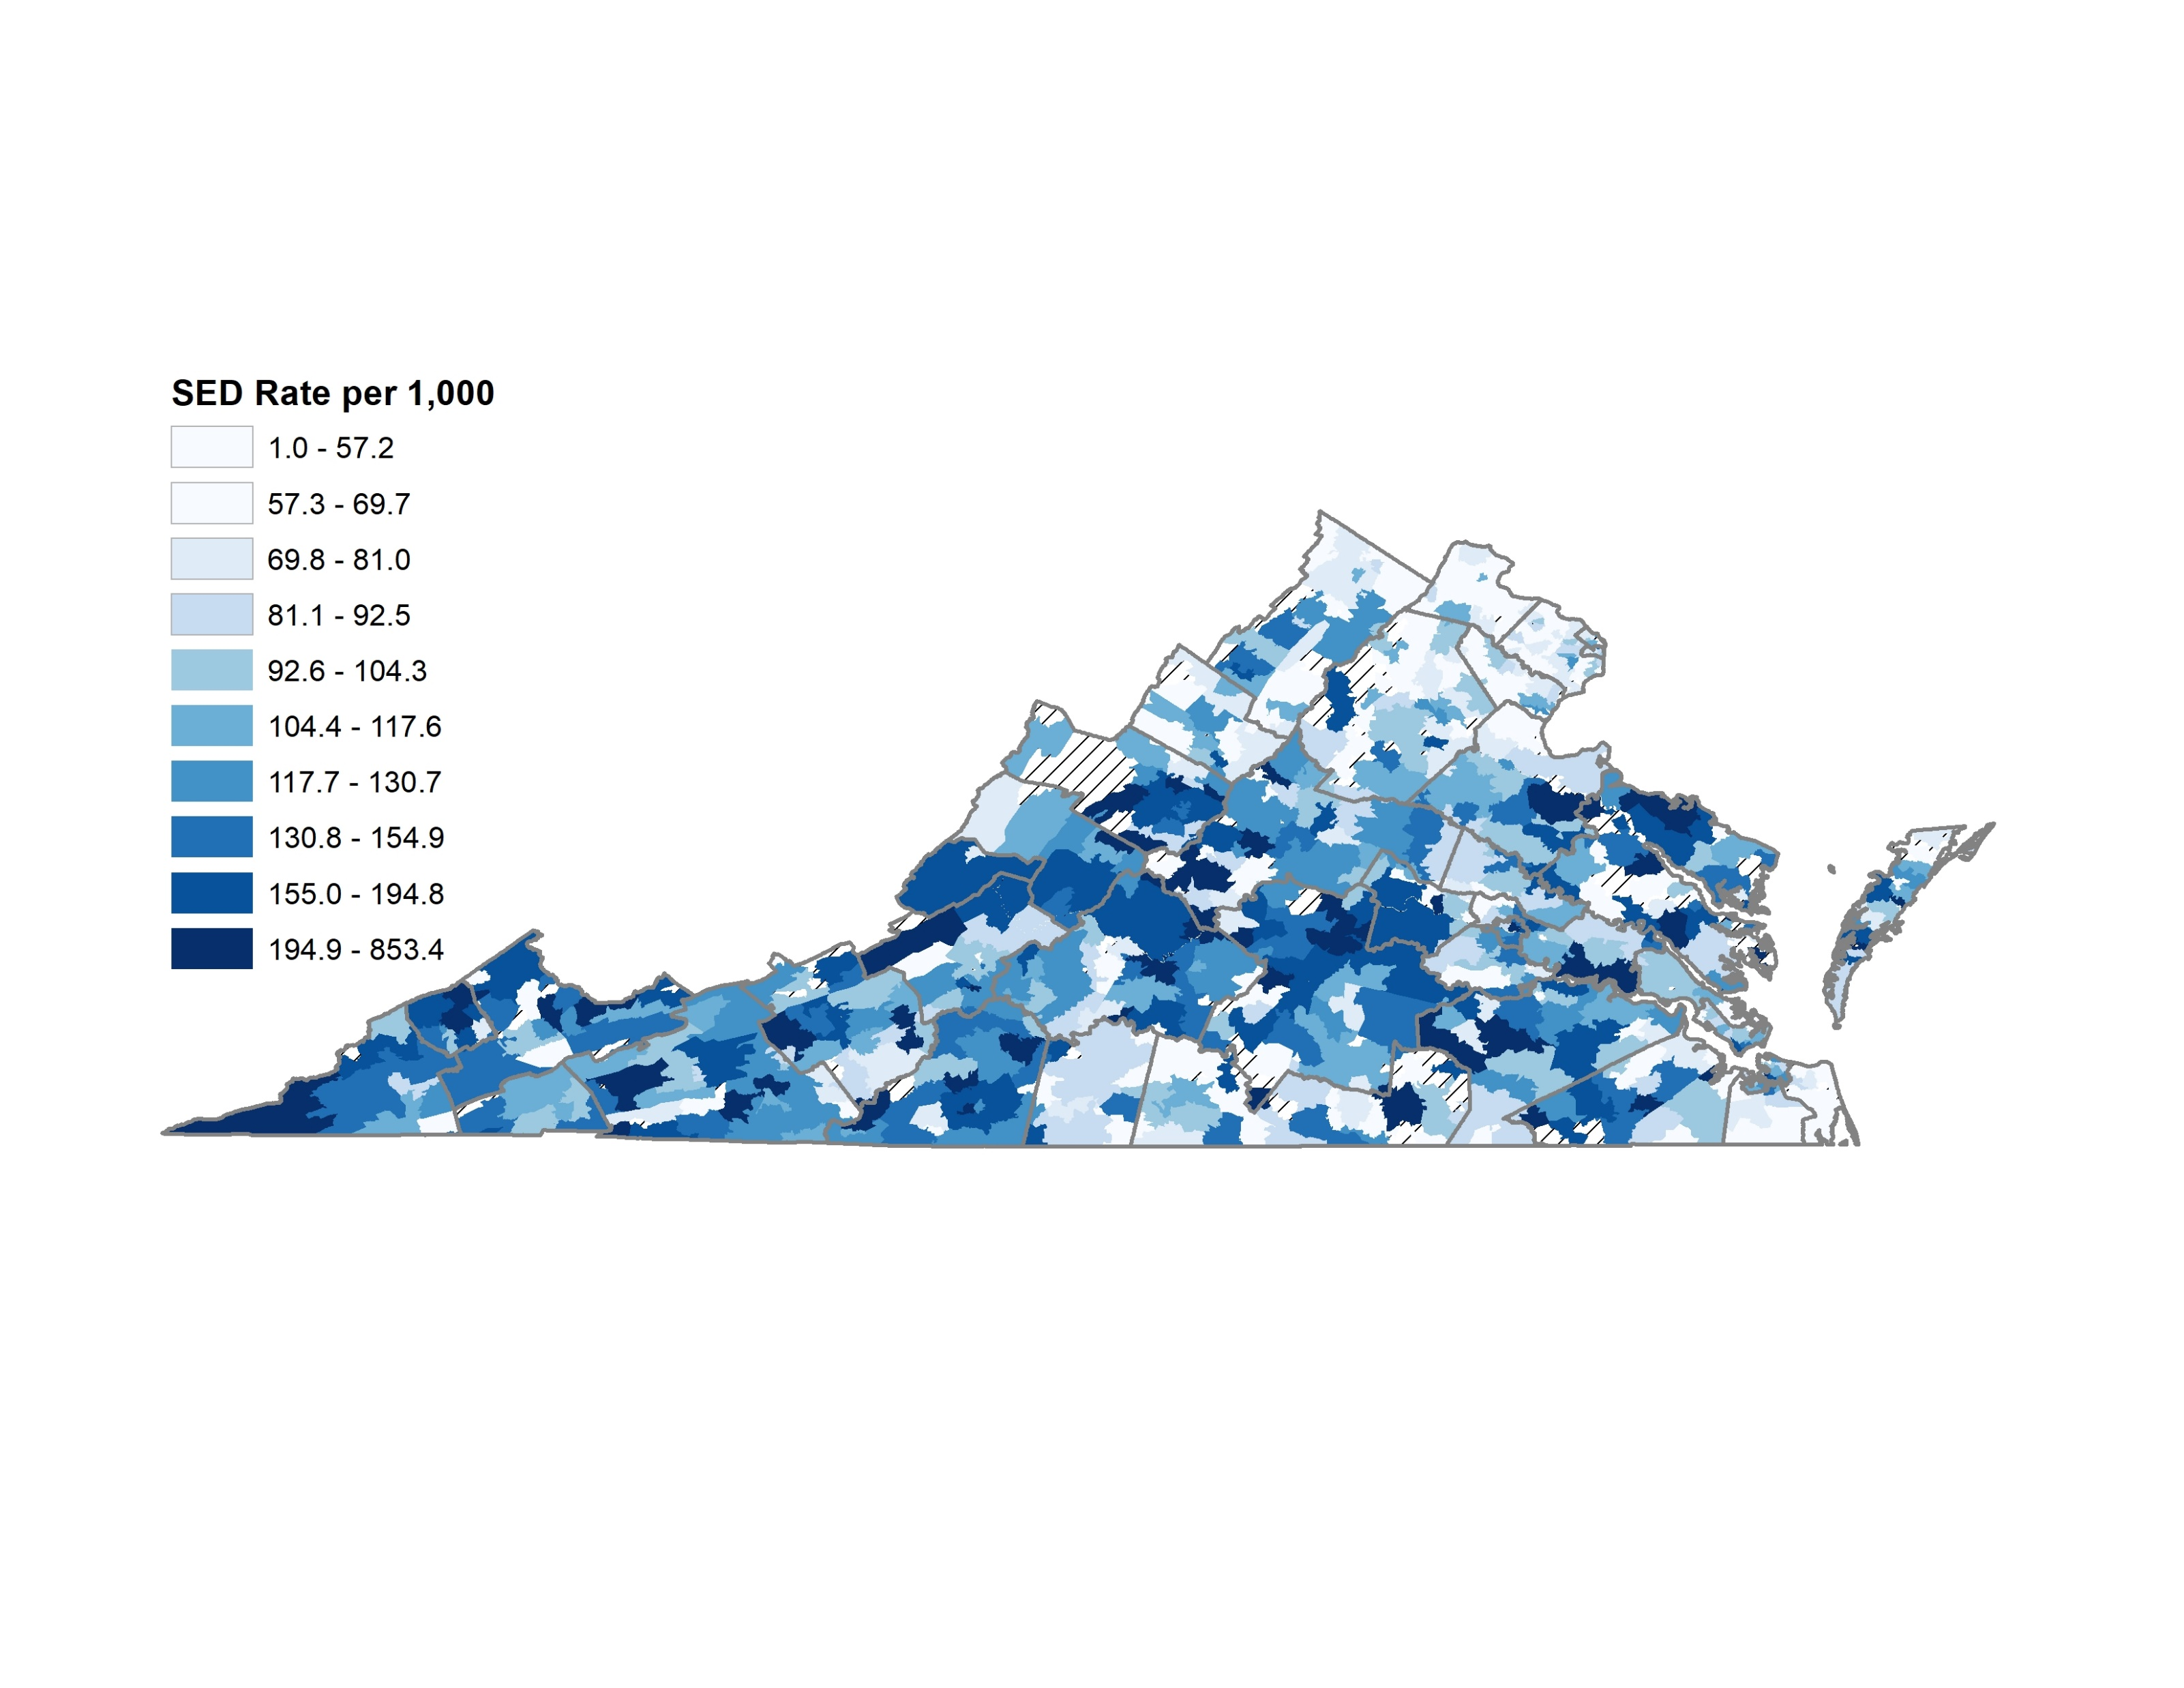 SED Rate per 1,000
1.0 - 57.2
57.3 - 69.7
69.8 - 81.0
81.1 - 92.5
92.6 - 104.3
104.4 - 117.6
117.7 - 130.7
130.8 - 154.9
155.0 - 194.8
194.9 - 853.4